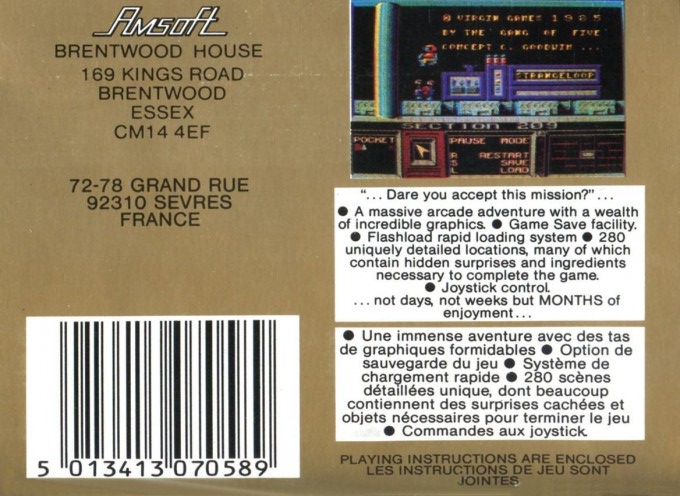 Amsoft
BRENTWOOD HOUSE
169 KINGS ROAD
BRENTWOOD
ESSEX
CM14 4EF
72-78 GRAND RUE
92310 SEVRES
FRANCE
5 013413 070589
© VIRGIN GAMES 1985
BY THE GANG OF FIVE
CONCEPT C. GOODWIN ...
STRANGELOOP
SECTION 209
POCKET
PAUSE MODE
R RESTART
S SAVE
L LOAD
"... Dare you accept this mission?"...
● A massive arcade adventure with a wealth
of incredible graphics. ● Game Save facility.
● Flashload rapid loading system ● 280
uniquely detailed locations, many of which
contain hidden surprises and ingredients
necessary to complete the game.
● Joystick control.
... not days, not weeks but MONTHS of
enjoyment...
● Une immense aventure avec des tas
de graphiques formidables ● Option de
sauvegarde du jeu ● Système de
chargement rapide ● 280 scènes
détaillées unique, dont beaucoup
contiennent des surprises cachées et
objets nécessaires pour terminer le jeu
● Commandes aux joystick.
PLAYING INSTRUCTIONS ARE ENCLOSED
LES INSTRUCTIONS DE JEU SONT
JOINTES